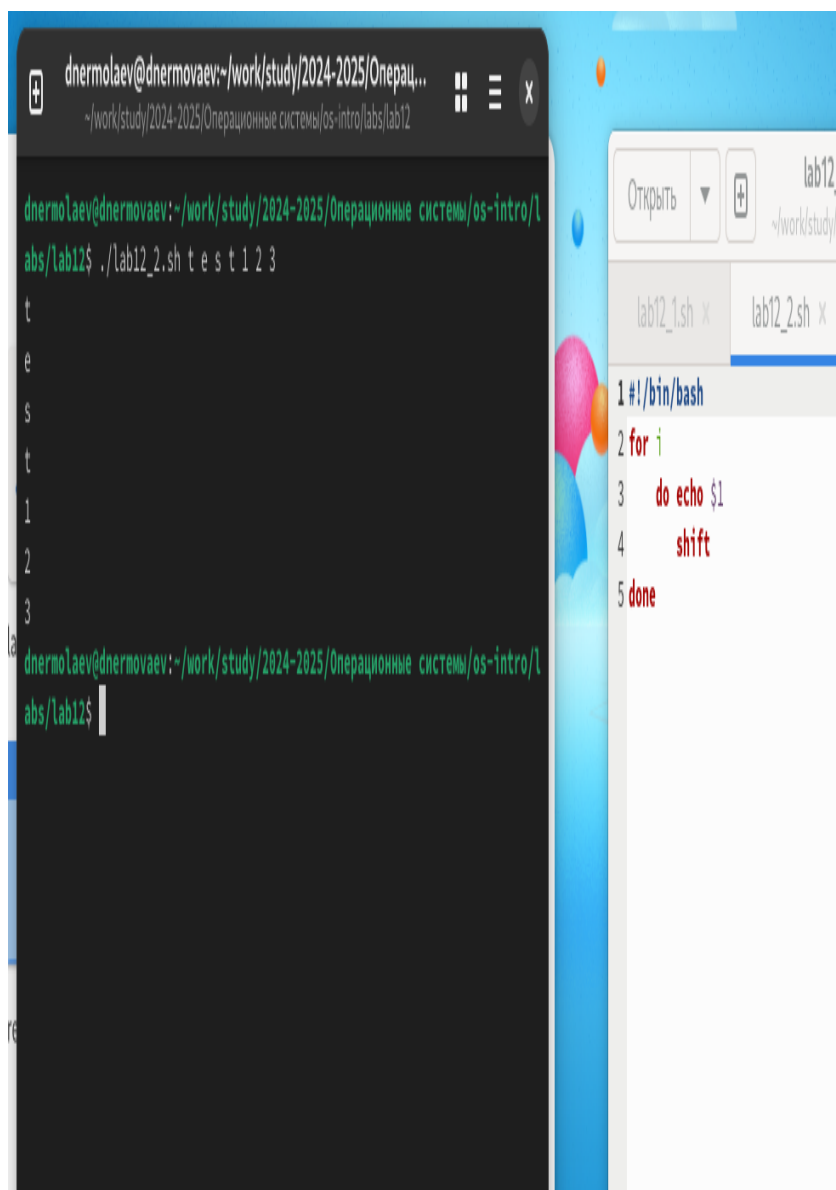 dnermolaev@dnermovaev:~/work/study/2024-2025/Операц...
~/work/study/2024-2025/Операционные системы/os-intro/labs/lab12
dnermolaev@dnermovaev:~/work/study/2024-2025/Операционные системы/os-intro/l
abs/lab12$ ./lab12_2.sh t e s t 1 2 3
t
e
s
t
1
2
3
dnermolaev@dnermovaev:~/work/study/2024-2025/Операционные системы/os-intro/l
abs/lab12$
Открыть
lab12_
~/work/study/
lab12_1.sh ×
lab12_2.sh ×
1 #!/bin/bash
2 for i
3 do echo $1
4 shift
5 done